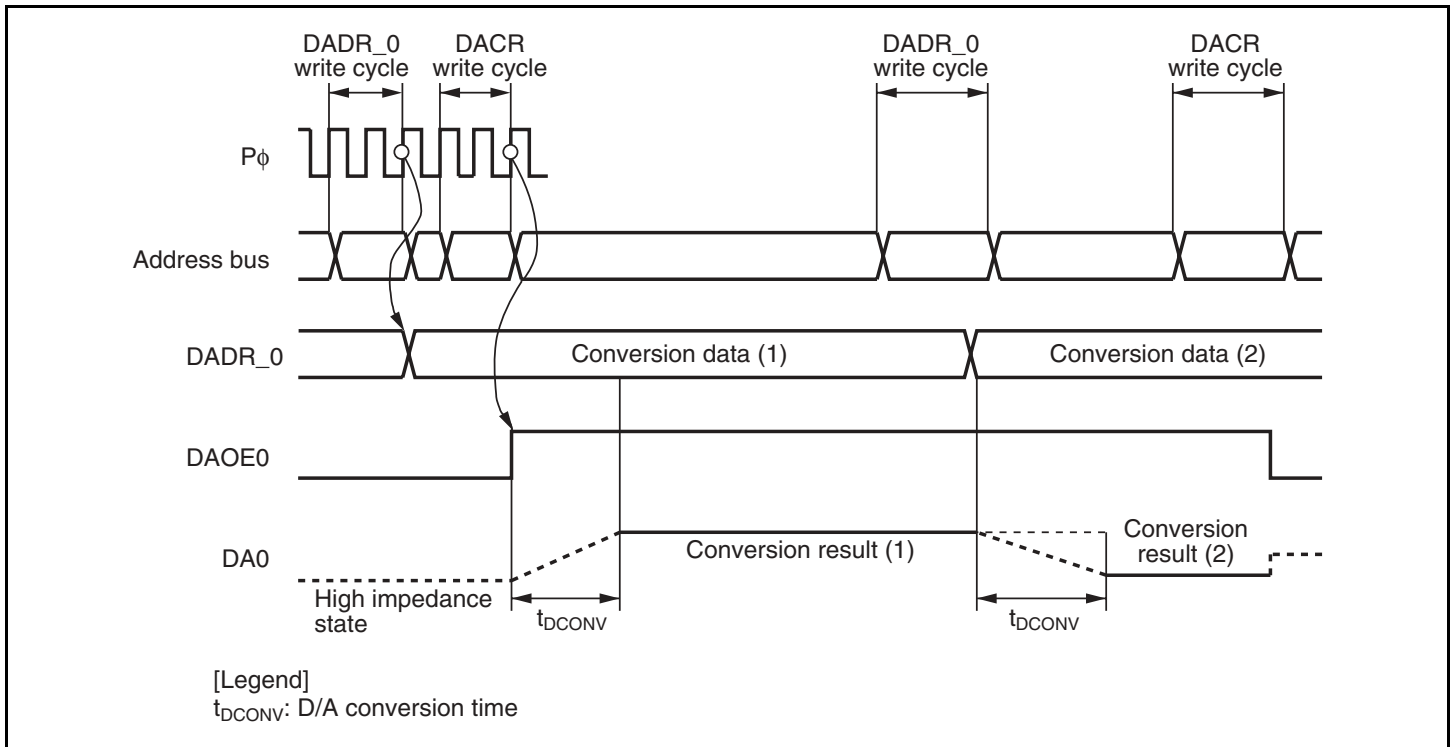 DADR_0
write cycle
DACR
write cycle
DADR_0
write cycle
DACR
write cycle
Pϕ
Address bus
DADR_0
Conversion data (1)
Conversion data (2)
DAOE0
DA0
Conversion result (1)
Conversion
result (2)
High impedance
state
tDCONV
tDCONV
[Legend]
tDCONV: D/A conversion time